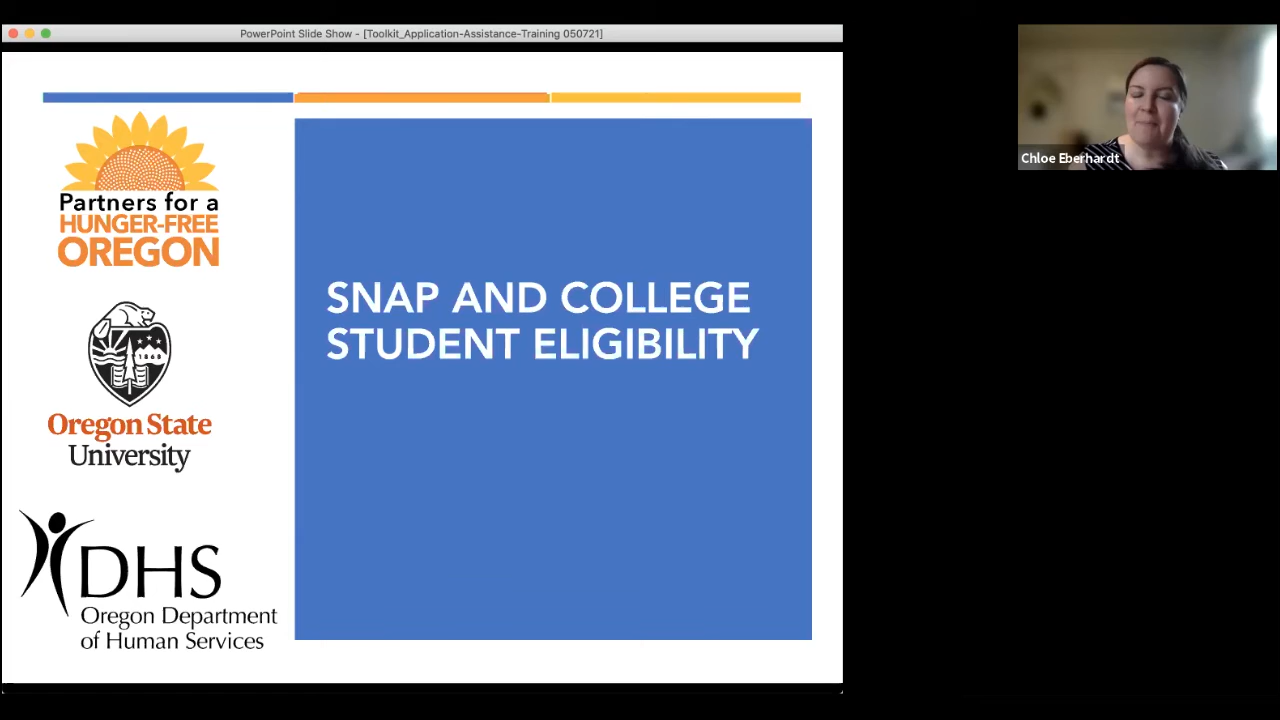 PowerPoint Slide Show - [Toolkit_Application-Assistance-Training 050721]
Partners for a
HUNGER-FREE
OREGON
1868
Oregon State
University
DHS
Oregon Department
of Human Services
SNAP AND COLLEGE
STUDENT ELIGIBILITY
Chloe Eberhardt